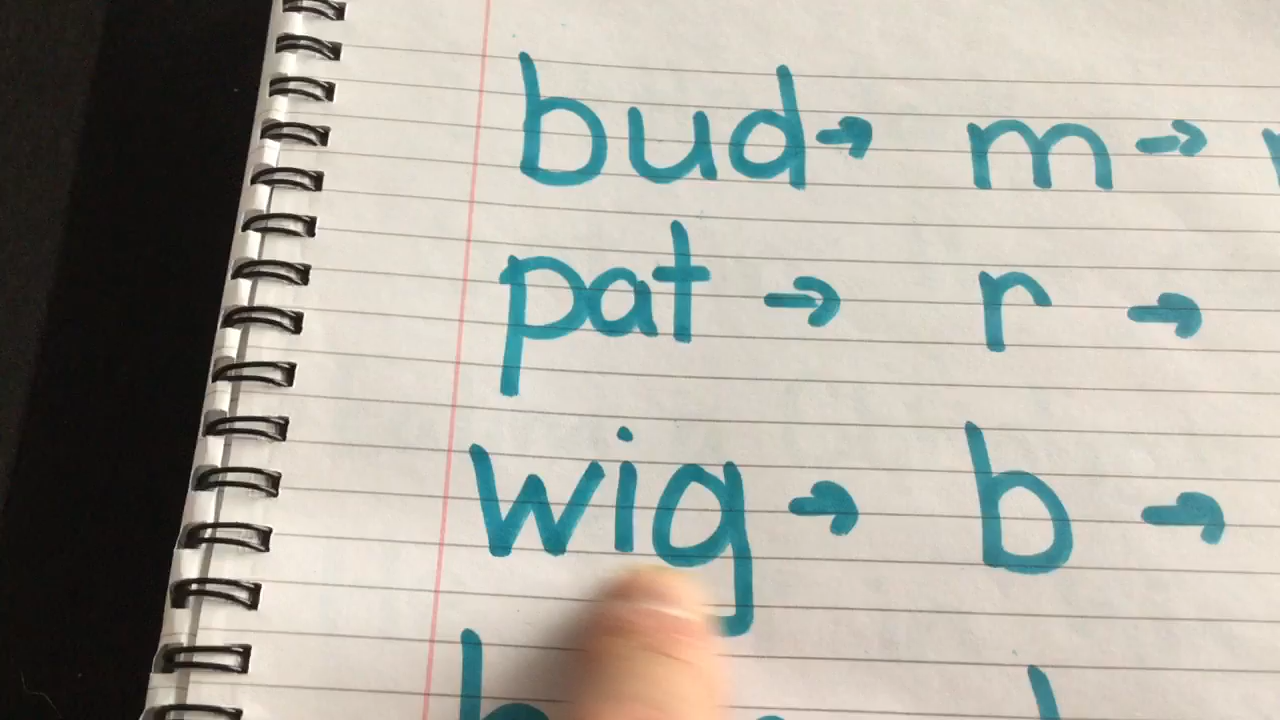 bud → m →
pat → r →
wig → b →